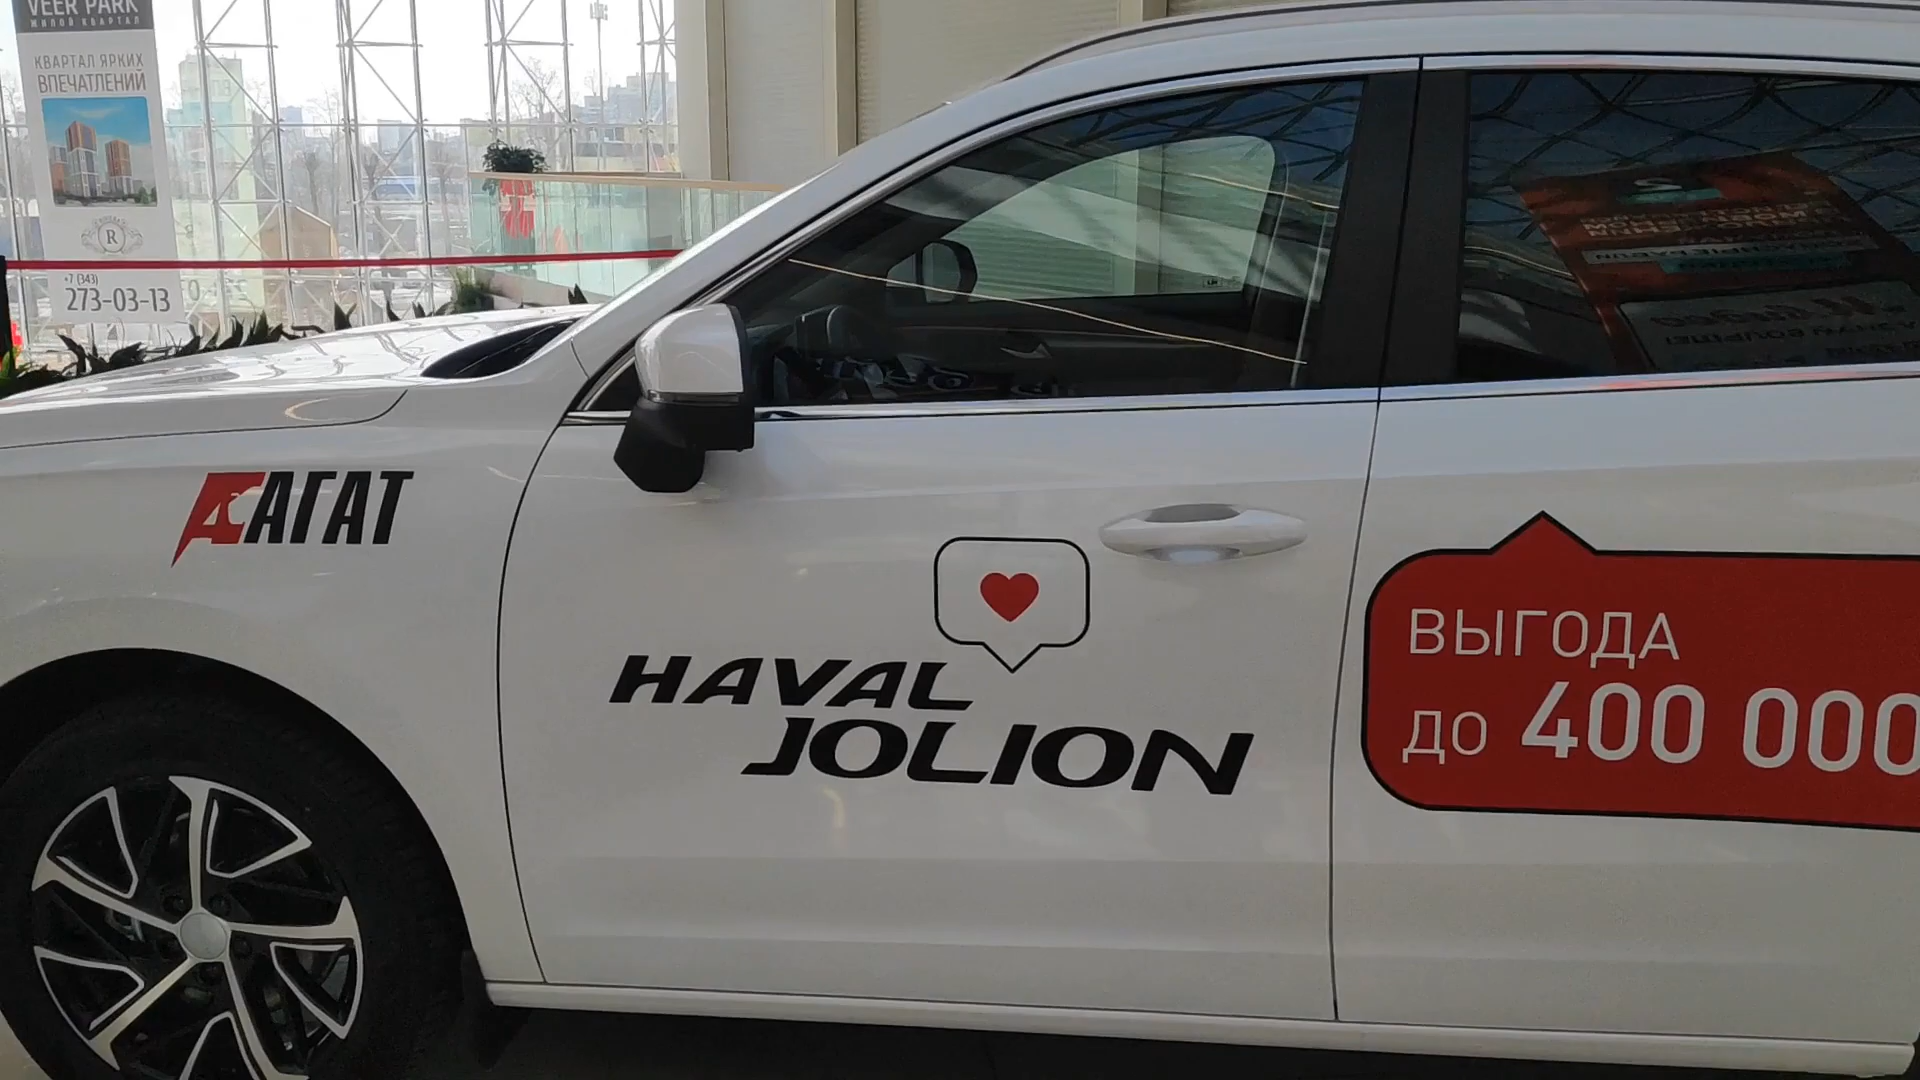 VEER PARK
ЖИЛОЙ КВАРТАЛ
КВАРТАЛ ЯРКИХ
ВПЕЧАТЛЕНИЙ
R
+7 (343)
273-03-13
АГАТ
HAVAL
JOLION
ВЫГОДА
ДО 400 000